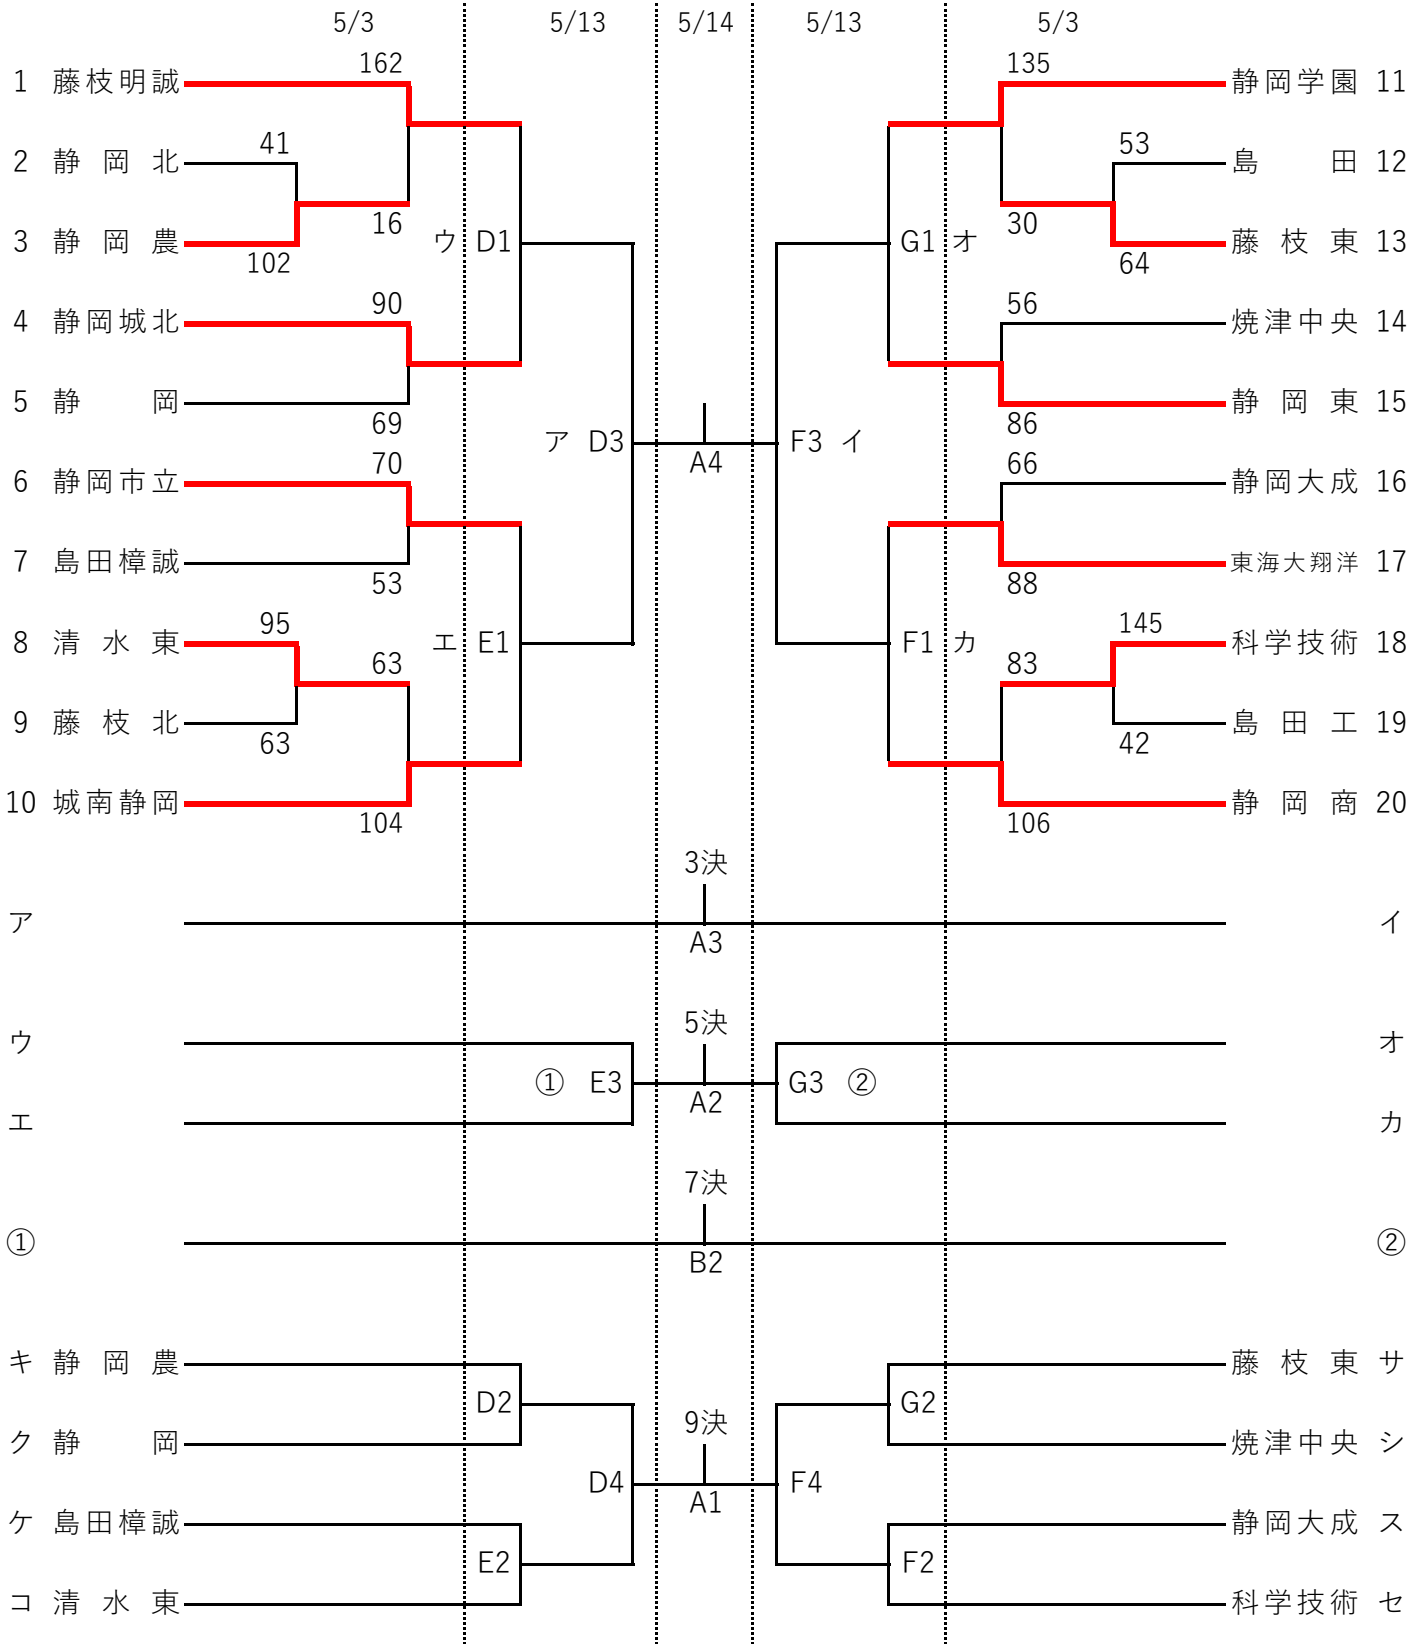 5/3 5/13 5/14 5/13 5/3
162 135
1 藤枝明誠 静岡学園 11
41 53
2 静岡北 島田 12
16 30
3 静岡農 ウ D1 G1 オ 藤枝東 13
102 64
90 56
4 静岡城北 焼津中央 14
5 静岡 静岡東 15
69 86
ア D3 F3 イ
70 A4 66
6 静岡市立 静岡大成 16
7 島田樟誠 東海大翔洋 17
53 88
95 145
8 清水東 エ E1 F1 カ 科学技術 18
63 83
9 藤枝北 島田工 19
63 42
10 城南静岡 静岡商 20
104 106
3決
ア イ
A3
5決
ウ オ
① E3 G3 ②
A2
エ カ
7決
① ②
B2
キ 静岡農 藤枝東 サ
D2 G2
9決
ク 静岡 焼津中央 シ
D4 F4
A1
ケ 島田樟誠 静岡大成 ス
E2 F2
コ 清水東 科学技術 セ